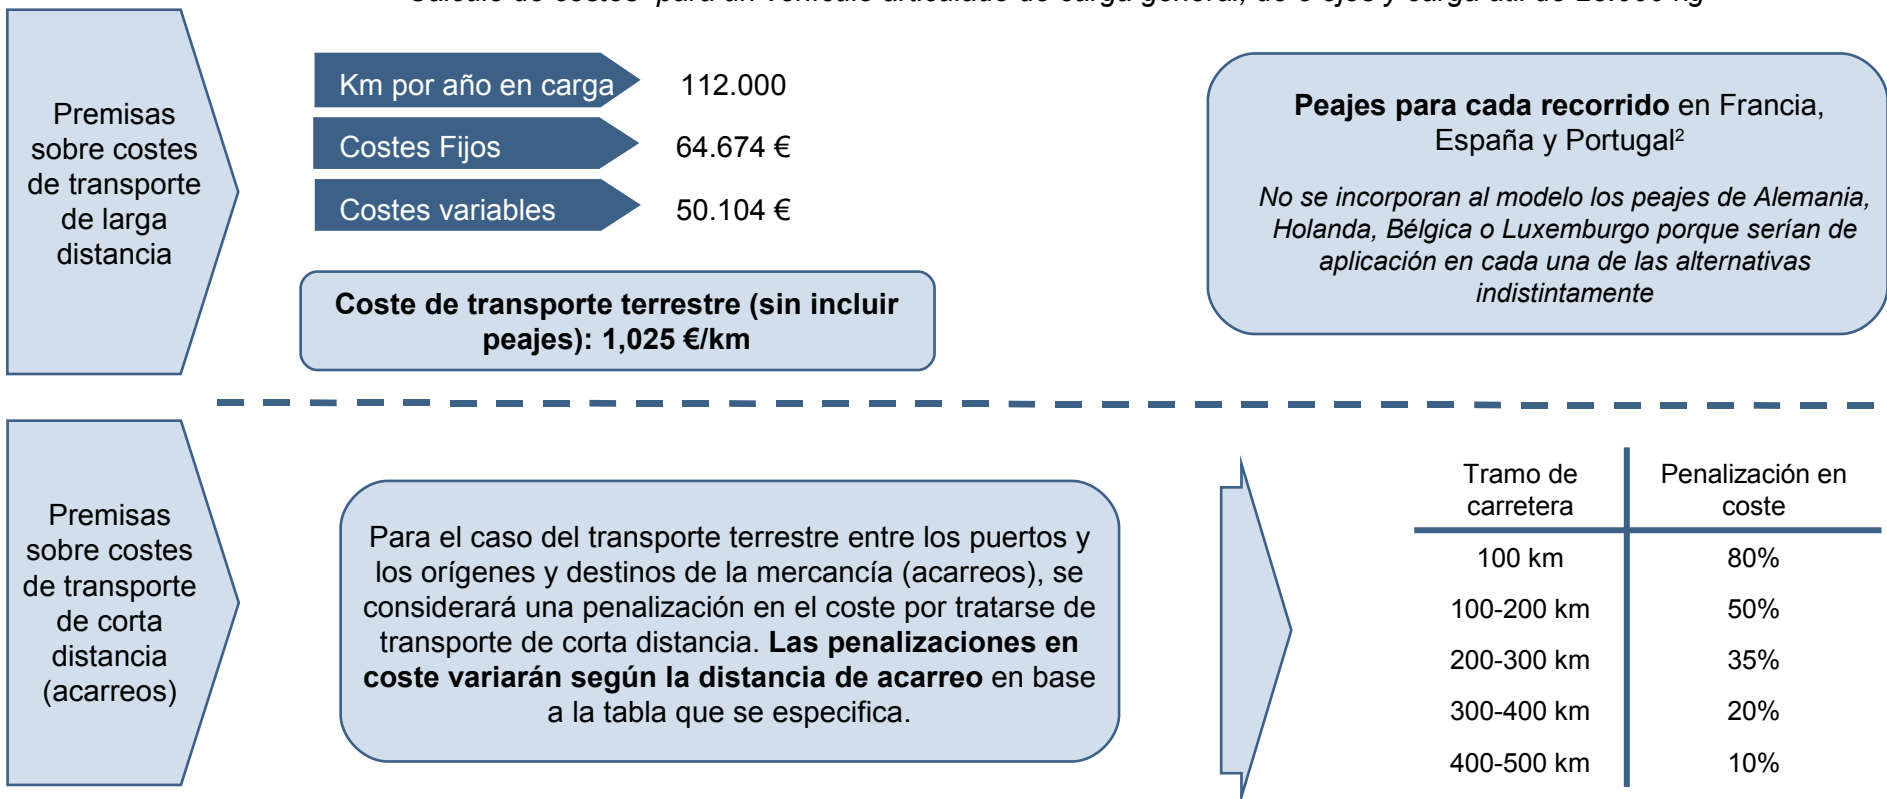 Premisas
sobre costes
de transporte
de larga
distancia
Km por año en carga 112.000
Costes Fijos 64.674 €
Costes variables 50.104 €
Coste de transporte terrestre (sin incluir
peajes): 1,025 €/km
Peajes para cada recorrido en Francia,
España y Portugal²
No se incorporan al modelo los peajes de Alemania,
Holanda, Bélgica o Luxemburgo porque serían de
aplicación en cada una de las alternativas
indistintamente
Premisas
sobre costes
de transporte
de corta
distancia
(acarreos)
Para el caso del transporte terrestre entre los puertos y
los orígenes y destinos de la mercancía (acarreos), se
considerará una penalización en el coste por tratarse de
transporte de corta distancia. Las penalizaciones en
coste variarán según la distancia de acarreo en base
a la tabla que se especifica.
Tramo de
carretera
Penalización en
coste
100 km 80%
100-200 km 50%
200-300 km 35%
300-400 km 20%
400-500 km 10%